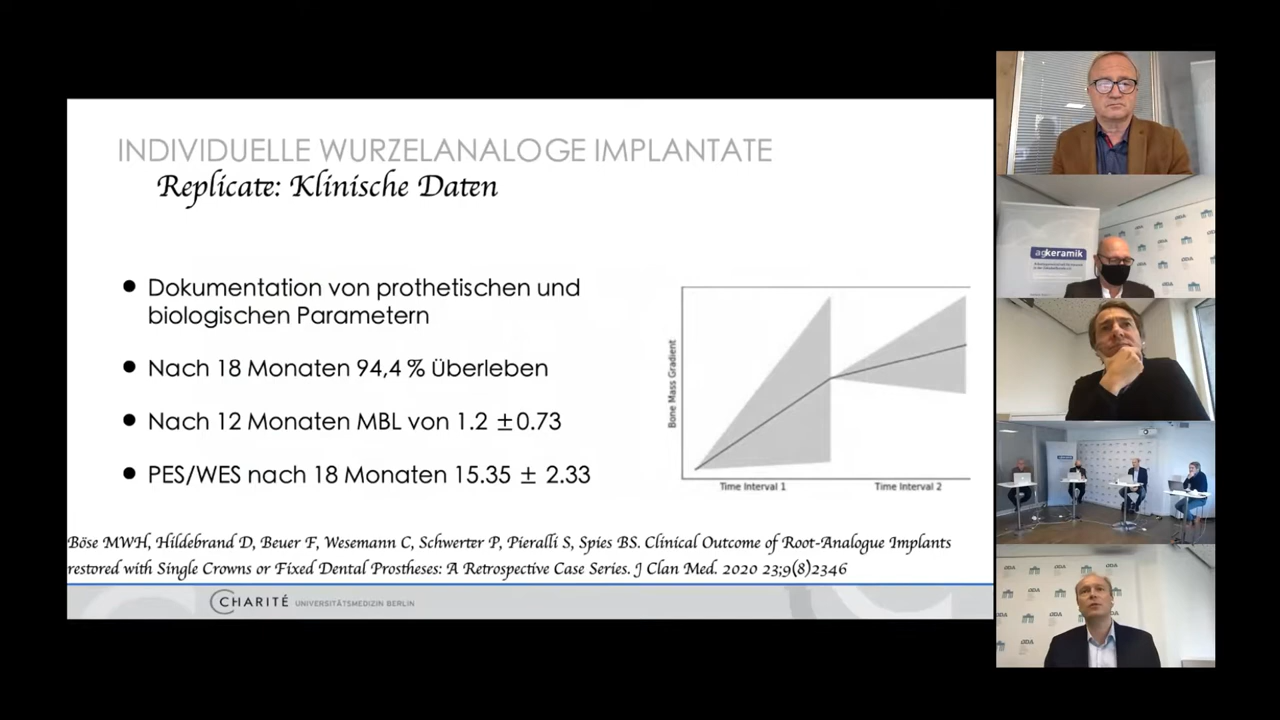 INDIVIDUELLE WURZELANALOGE IMPLANTATE
Replicate: Klinische Daten
Dokumentation von prothetischen und
biologischen Parametern
Nach 18 Monaten 94,4 % Überleben
Nach 12 Monaten MBL von 1.2 ±0.73
PES/WES nach 18 Monaten 15.35 ± 2.33
Bone Mass Gradient
Time Interval 1
Time Interval 2
Böse MWH, Hildebrand D, Beuer F, Wesemann C, Schwerter P, Pieralli S, Spies BS. Clinical Outcome of Root-Analogue Implants
restored with Single Crowns or Fixed Dental Prostheses: A Retrospective Case Series. J Clan Med. 2020 23;9(8)2346
CHARITÉ UNIVERSITÄTSMEDIZIN BERLIN
agkeramik